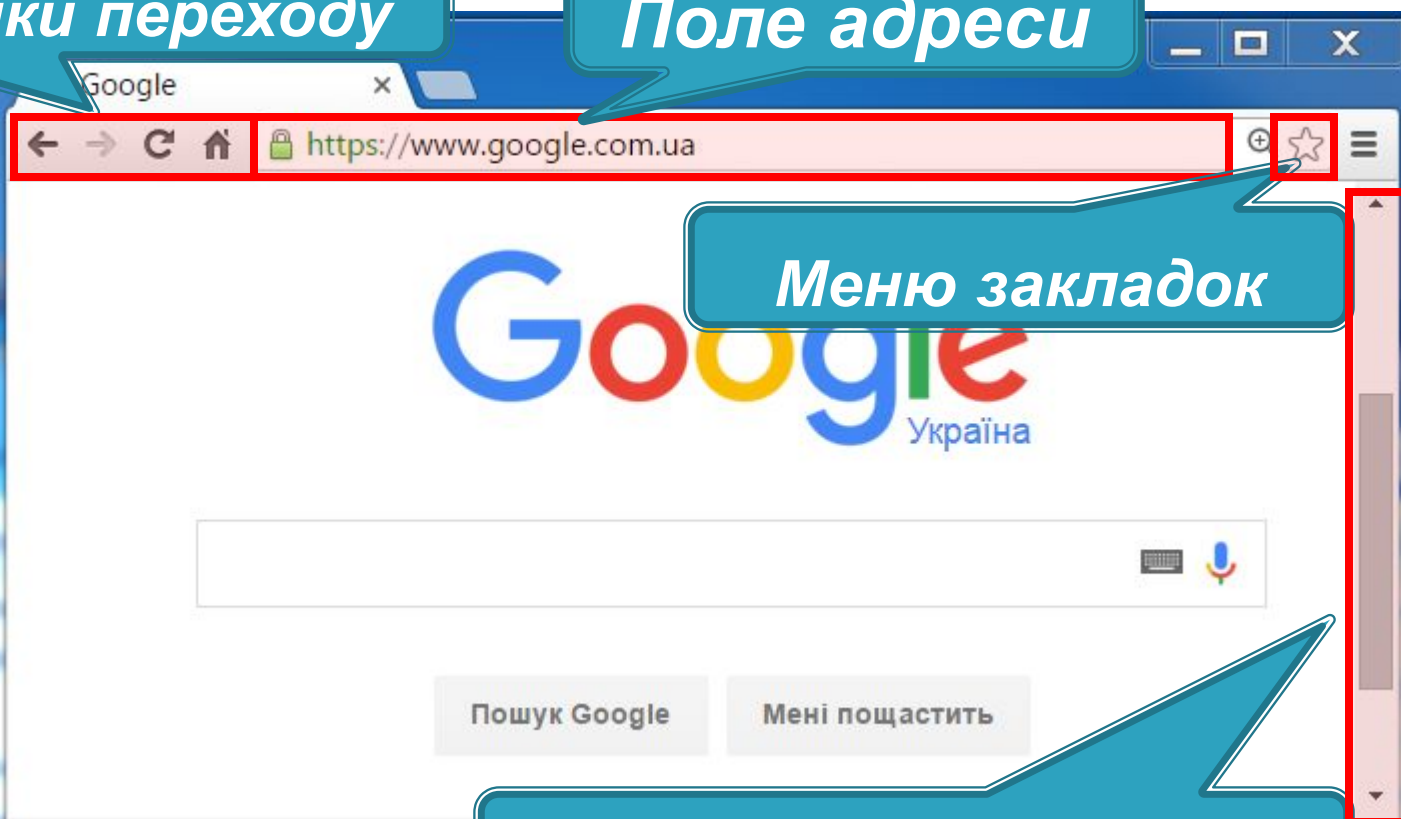 ки переходу
Поле адреси
Google
https://www.google.com.ua
Меню закладок
Google
Україна
Пошук Google
Мені пощастить